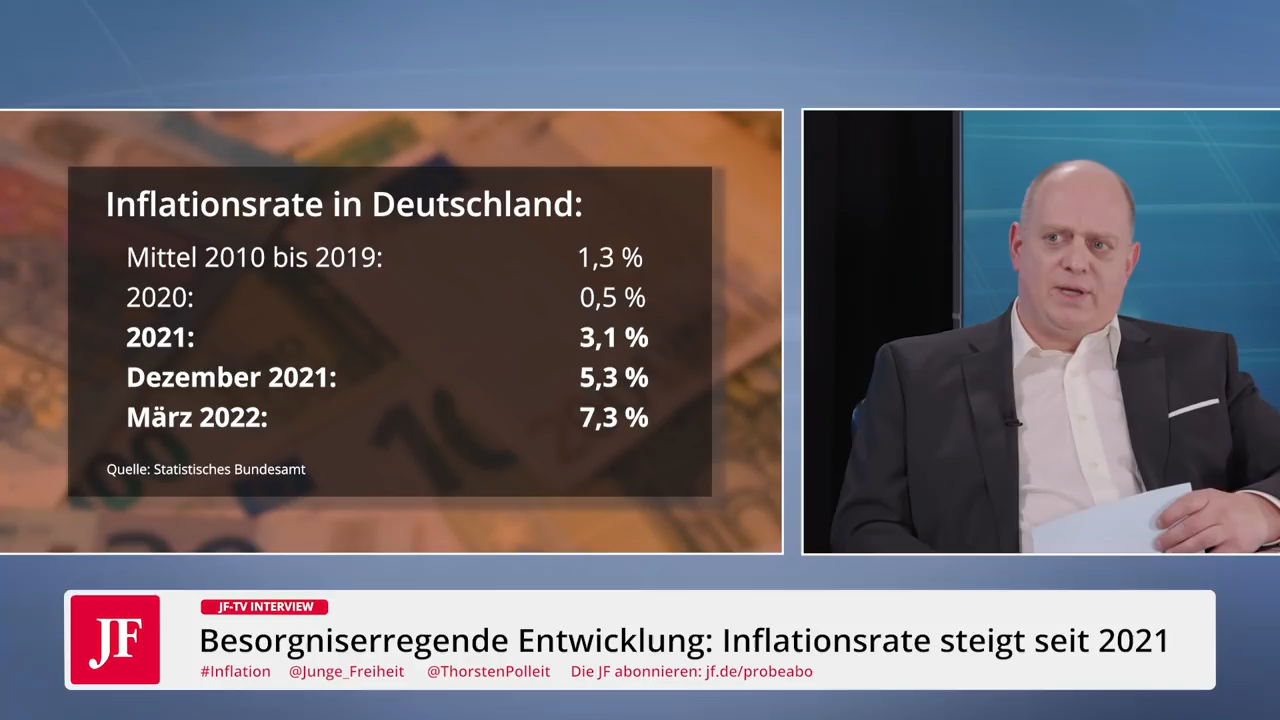 Inflationsrate in Deutschland:
Mittel 2010 bis 2019: 1,3 %
2020: 0,5 %
2021: 3,1 %
Dezember 2021: 5,3 %
März 2022: 7,3 %
Quelle: Statistisches Bundesamt
10
JF
JF-TV INTERVIEW
Besorgniserregende Entwicklung: Inflationsrate steigt seit 2021
#Inflation @Junge_Freiheit @ThorstenPolleit Die JF abonnieren: jf.de/probeabo